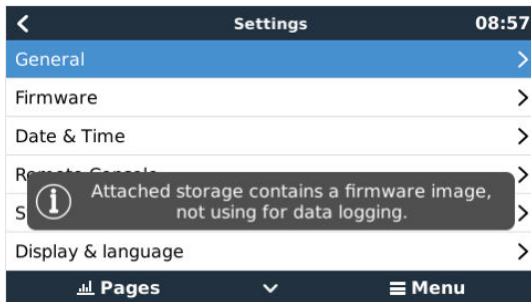 Settings 08:57
General
Firmware
Date & Time
Attached storage contains a firmware image,
not using for data logging.
Display & language
Pages Menu